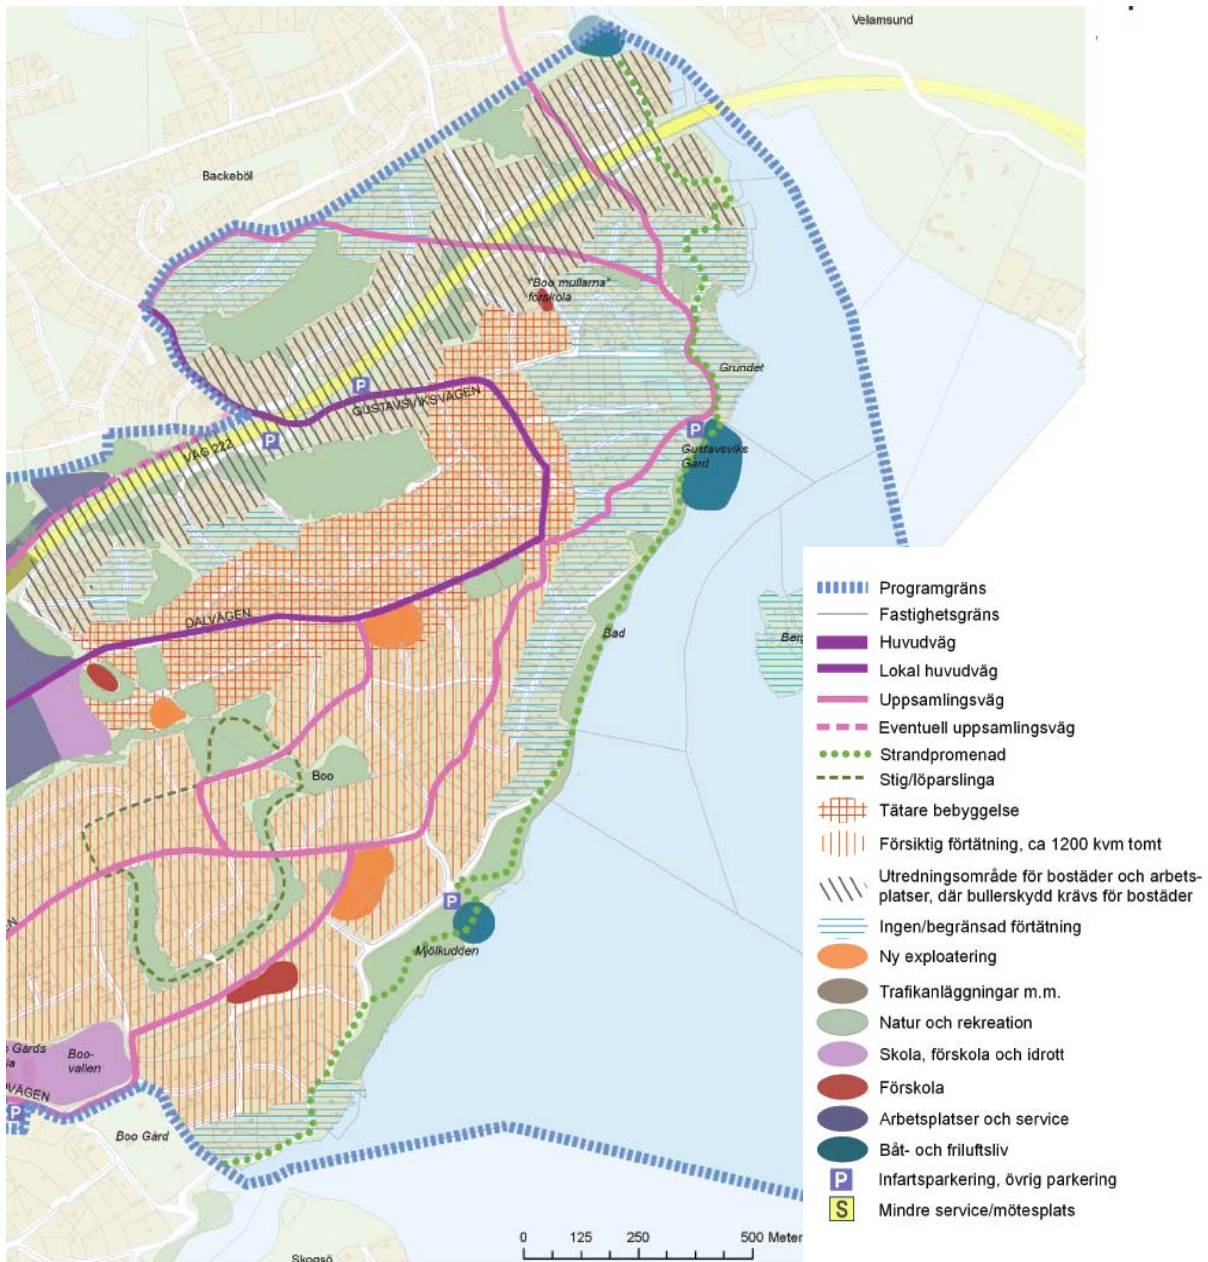 Velamsund
Backeböl
"Boo mullarna"
förskola
Grundet
P
GUSTAVSVIKSVÄGEN
P
P
VÄG 222
Gustavsviks
Gård
Programgräns
Fastighetsgräns
DALVÄGEN
Bad
Berg
Huvudväg
Lokal huvudväg
Uppsamlingsväg
Eventuell uppsamlingsväg
Strandpromenad
Boo
Stig/löparslinga
Tätare bebyggelse
Försiktig förtätning, ca 1200 kvm tomt
Utredningsområde för bostäder och arbets-
platser, där bullerskydd krävs för bostäder
P
Ingen/begränsad förtätning
Mjölkudden
Ny exploatering
Trafikanläggningar m.m.
Natur och rekreation
Gårds
Boo-
vallen
Skola, förskola och idrott
Förskola
VÄGEN
P
Arbetsplatser och service
Boo Gård
Båt- och friluftsliv
P
Infartsparkering, övrig parkering
S
Mindre service/mötesplats
0 125 250 500 Meter
Skogsö